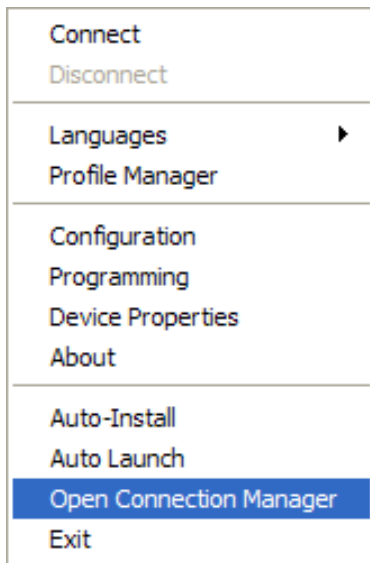 Connect
Disconnect
Languages
Profile Manager
Configuration
Programming
Device Properties
About
Auto-Install
Auto Launch
Open Connection Manager
Exit